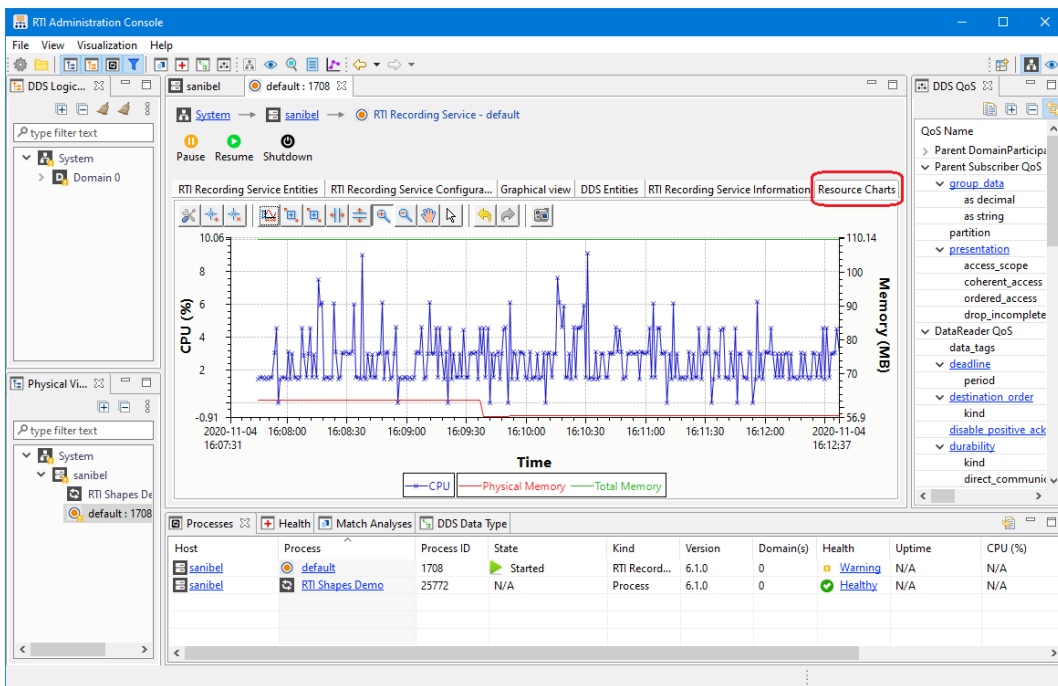 RTI Administration Console
File View Visualization Help
DDS Logic...
type filter text
System
Domain 0
Physical Vi...
type filter text
System
sanibel
RTI Shapes De
default : 1708
sanibel default : 1708
System sanibel RTI Recording Service - default
Pause Resume Shutdown
RTI Recording Service Entities RTI Recording Service Configura... Graphical view DDS Entities RTI Recording Service Information Resource Charts
10.06
8
6
4
2
-0.91
CPU (%)
110.14
100
90
80
70
56.9
Memory (MB)
2020-11-04 16:08:00 16:08:30 16:09:00 16:09:30 16:10:00 16:10:30 16:11:00 16:11:30 16:12:00 2020-11-04
16:07:31 16:12:37
Time
CPU Physical Memory Total Memory
DDS QoS
QoS Name
Parent DomainParticipa
Parent Subscriber QoS
group_data
as decimal
as string
partition
presentation
access_scope
coherent_access
ordered_access
drop_incomplete
DataReader QoS
data_tags
deadline
period
destination_order
kind
disable_positive_ack
durability
kind
direct_communic
Processes Health Match Analyses DDS Data Type
Host Process Process ID State Kind Version Domain(s) Health Uptime CPU (%)
sanibel default 1708 Started RTI Record... 6.1.0 0 Warning N/A N/A
sanibel RTI Shapes Demo 25772 N/A Process 6.1.0 0 Healthy N/A N/A